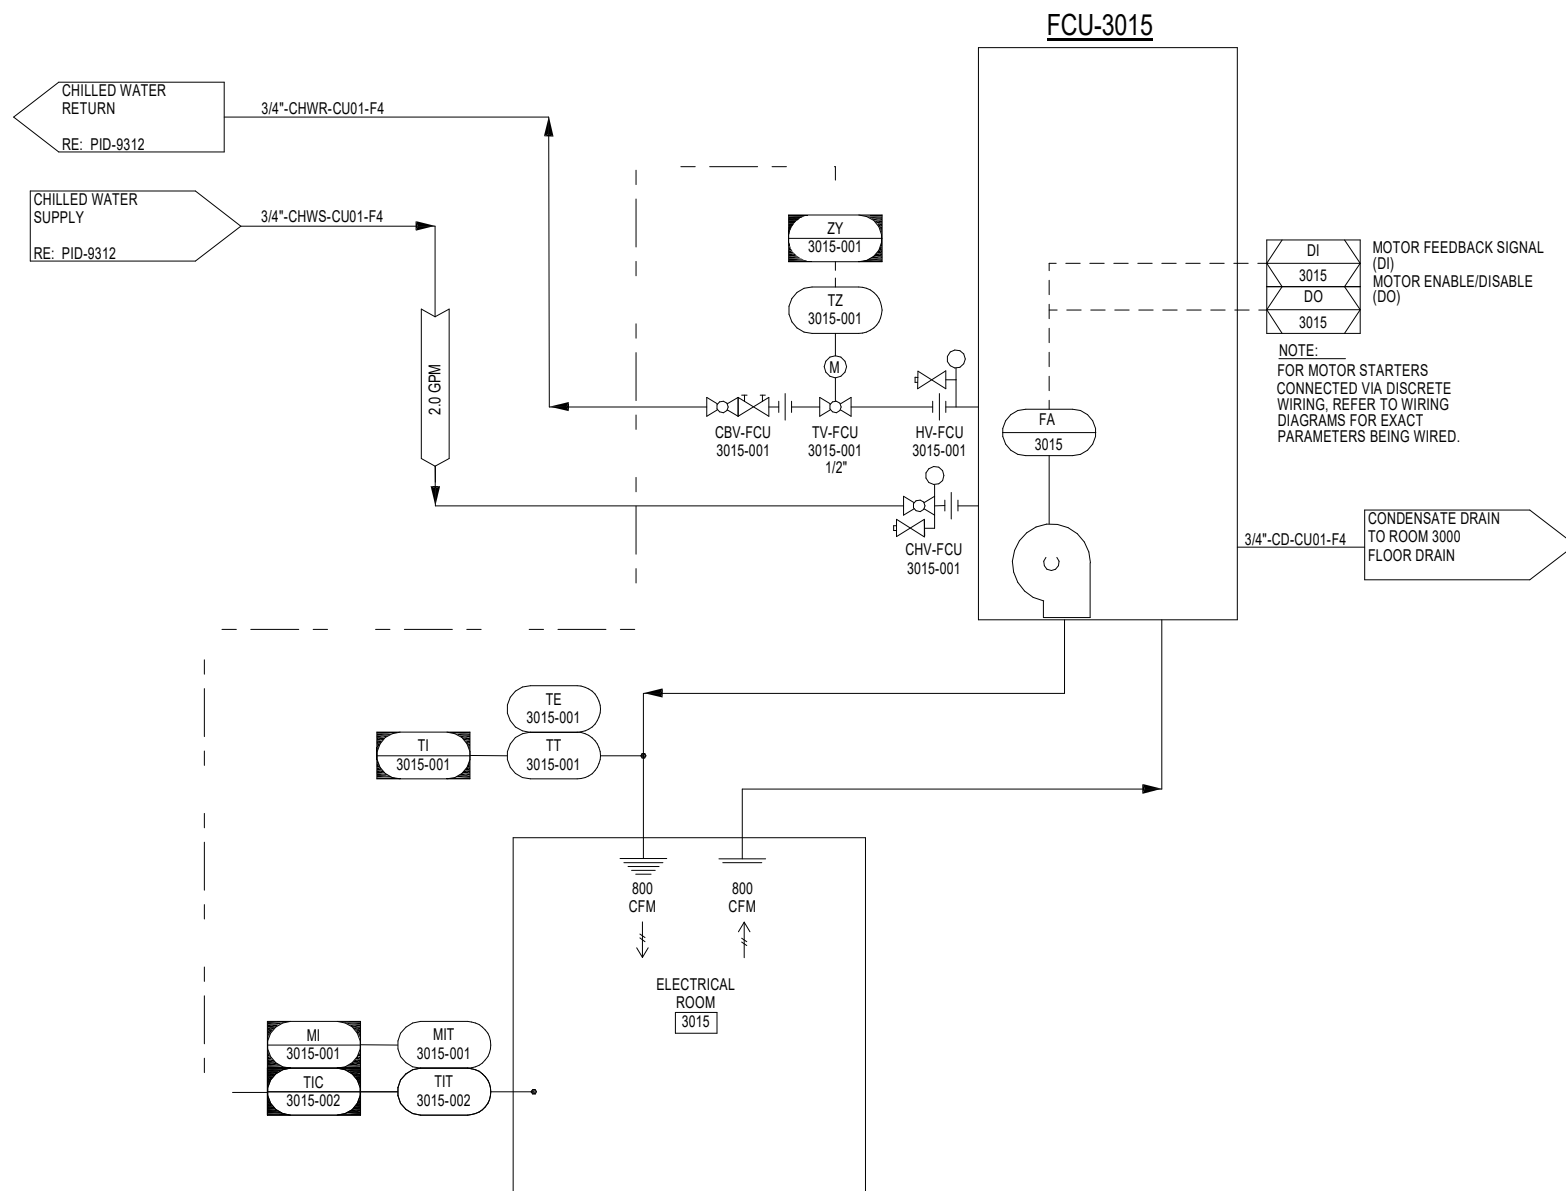 FCU-3015
CHILLED WATER
RETURN
RE: PID-9312
3/4"-CHWR-CU01-F4
CHILLED WATER
SUPPLY
RE: PID-9312
3/4"-CHWS-CU01-F4
2.0 GPM
ZY
3015-001
TZ
3015-001
M
CBV-FCU
3015-001
TV-FCU
3015-001
1/2"
HV-FCU
3015-001
CHV-FCU
3015-001
FA
3015
DI
3015
DO
3015
MOTOR FEEDBACK SIGNAL
(DI)
MOTOR ENABLE/DISABLE
(DO)
NOTE:
FOR MOTOR STARTERS
CONNECTED VIA DISCRETE
WIRING, REFER TO WIRING
DIAGRAMS FOR EXACT
PARAMETERS BEING WIRED.
3/4"-CD-CU01-F4
CONDENSATE DRAIN
TO ROOM 3000
FLOOR DRAIN
TE
3015-001
TI
3015-001
TT
3015-001
800
CFM
800
CFM
ELECTRICAL
ROOM
3015
MI
3015-001
MIT
3015-001
TIC
3015-002
TIT
3015-002